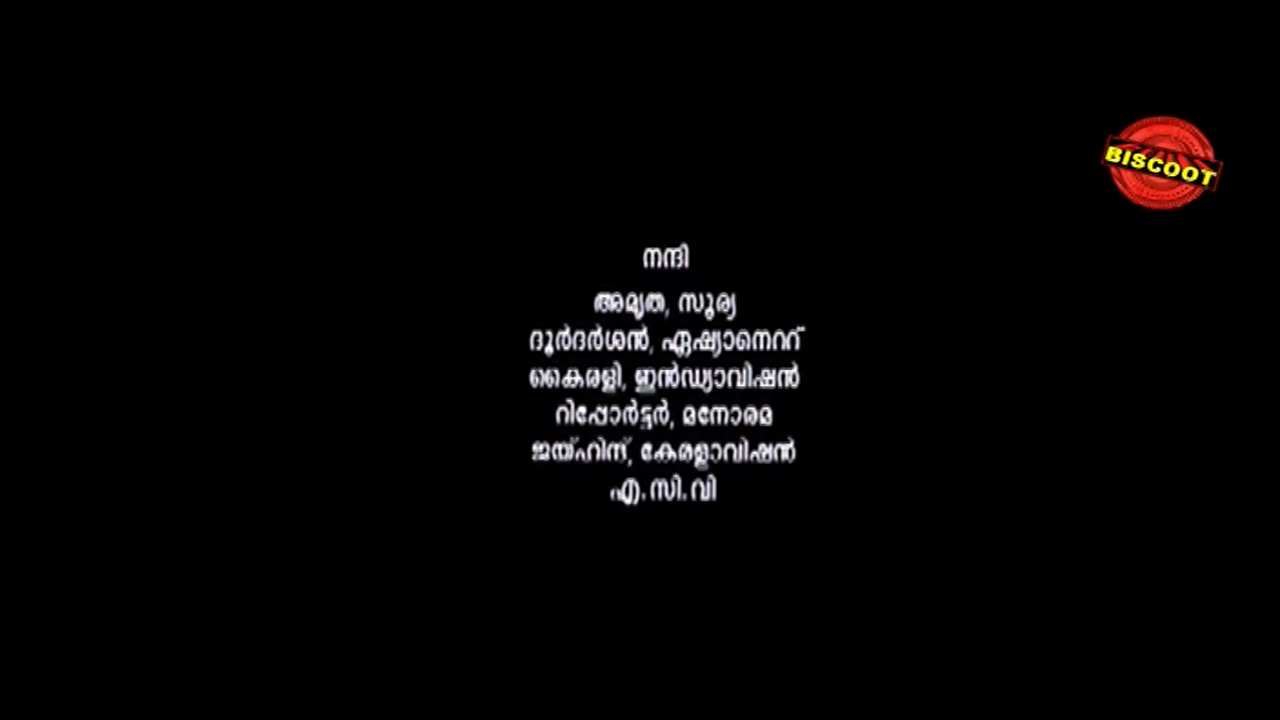 BISCOOT
നന്ദി
അമൃത, സൂര്യ
ദൂർദർശൻ, ഏഷ്യാനെററ്
കൈരളി, ഇൻഡ്യാവിഷൻ
റിപ്പോർട്ടർ, മനോരമ
ജയ്ഹിന്ദ്, കേരളാവിഷൻ
എ.സി.വി